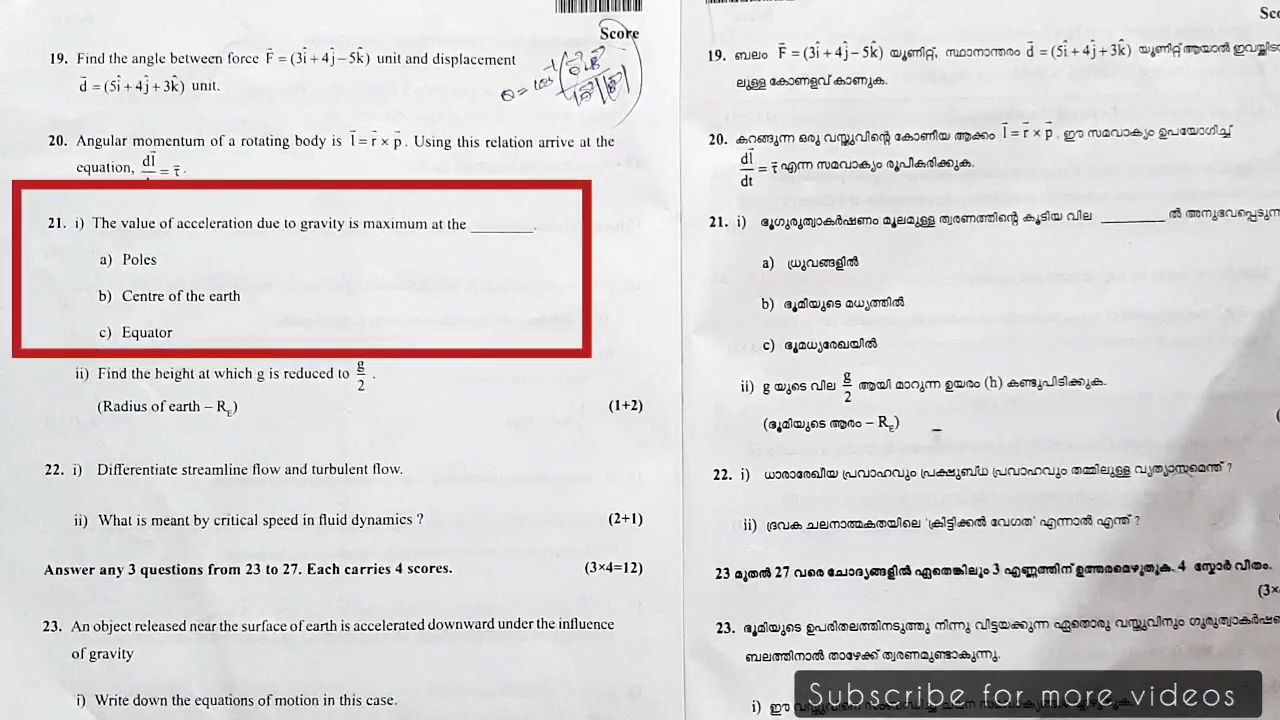 Score
19. Find the angle between force F⃗ = (3î + 4ĵ – 5k̂) unit and displacement
d⃗ = (5î + 4ĵ + 3k̂) unit.
20. Angular momentum of a rotating body is l⃗ = r⃗ × p⃗. Using this relation arrive at the
equation, dl⃗ = τ⃗.
21. i) The value of acceleration due to gravity is maximum at the ________.
a) Poles
b) Centre of the earth
c) Equator
ii) Find the height at which g is reduced to g/2 .
(Radius of earth – R_E) (1+2)
22. i) Differentiate streamline flow and turbulent flow.
ii) What is meant by critical speed in fluid dynamics ? (2+1)
Answer any 3 questions from 23 to 27. Each carries 4 scores. (3×4=12)
23. An object released near the surface of earth is accelerated downward under the influence
of gravity
i) Write down the equations of motion in this case.
19. ബലം F⃗ = (3î + 4ĵ – 5k̂) യൂണിറ്റ്, സ്ഥാനാന്തരം d⃗ = (5î + 4ĵ + 3k̂) യൂണിറ്റ് ആയാൽ
ലുള്ള കോണളവ് കാണുക.
20. കറങ്ങുന്ന ഒരു വസ്തുവിന്റെ കോണീയ ആക്കം l⃗ = r⃗ × p⃗ . ഈ സമവാക്യം ഉപയോഗിച്ച്
dl⃗/dt = τ⃗ എന്ന സമവാക്യം രൂപീകരിക്കുക.
21. i) ഭൂഗുരുത്വാകർഷണം മൂലമുള്ള ത്വരണത്തിന്റെ കൂടിയ വില ________ ൽ
a) ധ്രുവങ്ങളിൽ
b) ഭൂമിയുടെ മധ്യത്തിൽ
c) ഭൂമധ്യരേഖയിൽ
ii) g യുടെ വില g/2 ആയി മാറുന്ന ഉയരം (h) കണ്ടുപിടിക്കുക.
(ഭൂമിയുടെ ആരം – R_E)
22. i) ധാരാരേഖീയ പ്രവാഹവും പ്രക്ഷുബ്ധ പ്രവാഹവും തമ്മിലുള്ള വ്യത്യാസമെന്ത് ?
ii) ദ്രവക ചലനാത്മകതയിലെ 'ക്രിട്ടിക്കൽ വേഗത' എന്നാൽ എന്ത് ?
23 മുതൽ 27 വരെ ചോദ്യങ്ങളിൽ ഏതെങ്കിലും 3 എണ്ണത്തിന് ഉത്തരമെഴുതുക. 4 സ്കോർ വീതം.
23. ഭൂമിയുടെ ഉപരിതലത്തിനടുത്തു നിന്നു വിട്ടയക്കുന്ന ഏതൊരു വസ്തുവിനും
ബലത്തിനാൽ താഴേക്ക് ത്വരണമുണ്ടാകുന്നു.
i) ഈ
Subscribe for more videos